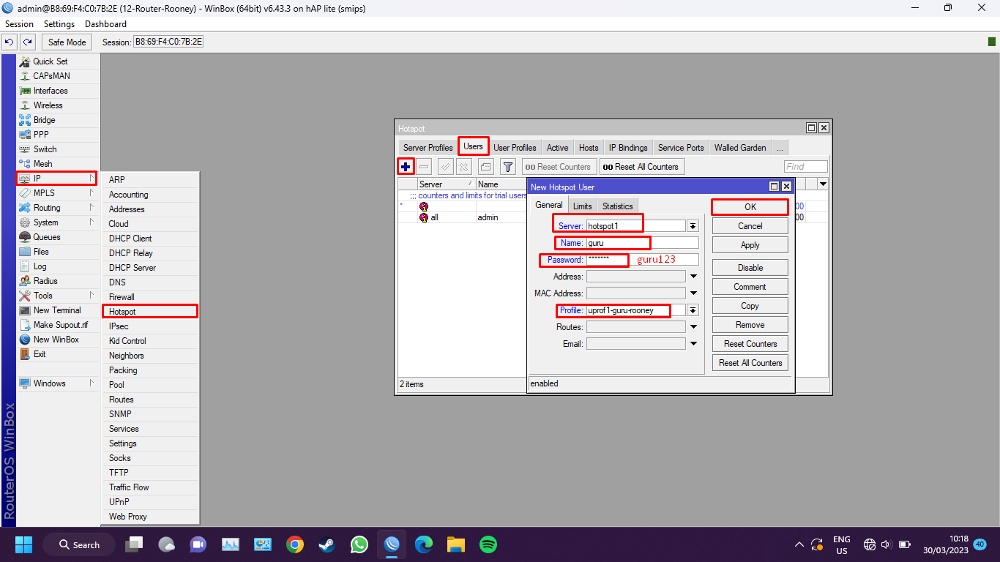 admin@B8:69:F4:C0:7B:2E (12-Router-Rooney) - WinBox (64bit) v6.43.3 on hAP lite (smips)
Session Settings Dashboard
Safe Mode Session: B8:69:F4:C0:7B:2E
Quick Set
CAPsMAN
Interfaces
Wireless
Bridge
PPP
Switch
Mesh
IP
MPLS
Routing
System
Queues
Files
Log
Radius
Tools
New Terminal
Make Supout.rif
New WinBox
Exit
Windows
RouterOS WinBox
ARP
Accounting
Addresses
Cloud
DHCP Client
DHCP Relay
DHCP Server
DNS
Firewall
Hotspot
IPsec
Kid Control
Neighbors
Packing
Pool
Routes
SNMP
Services
Settings
Socks
TFTP
Traffic Flow
UPnP
Web Proxy
Hotspot
Server Profiles Users User Profiles Active Hosts IP Bindings Service Ports Walled Garden ...
00 Reset Counters 00 Reset All Counters Find
Server / Name
;;; counters and limits for trial users
* 00
all admin 00
2 items
New Hotspot User
General Limits Statistics
Server: hotspot1
Name: guru
Password: ******* guru123
Address:
MAC Address:
Profile: uprof1-guru-rooney
Routes:
Email:
OK
Cancel
Apply
Disable
Comment
Copy
Remove
Reset Counters
Reset All Counters
enabled
Search
ENG
US
10:18
30/03/2023
40